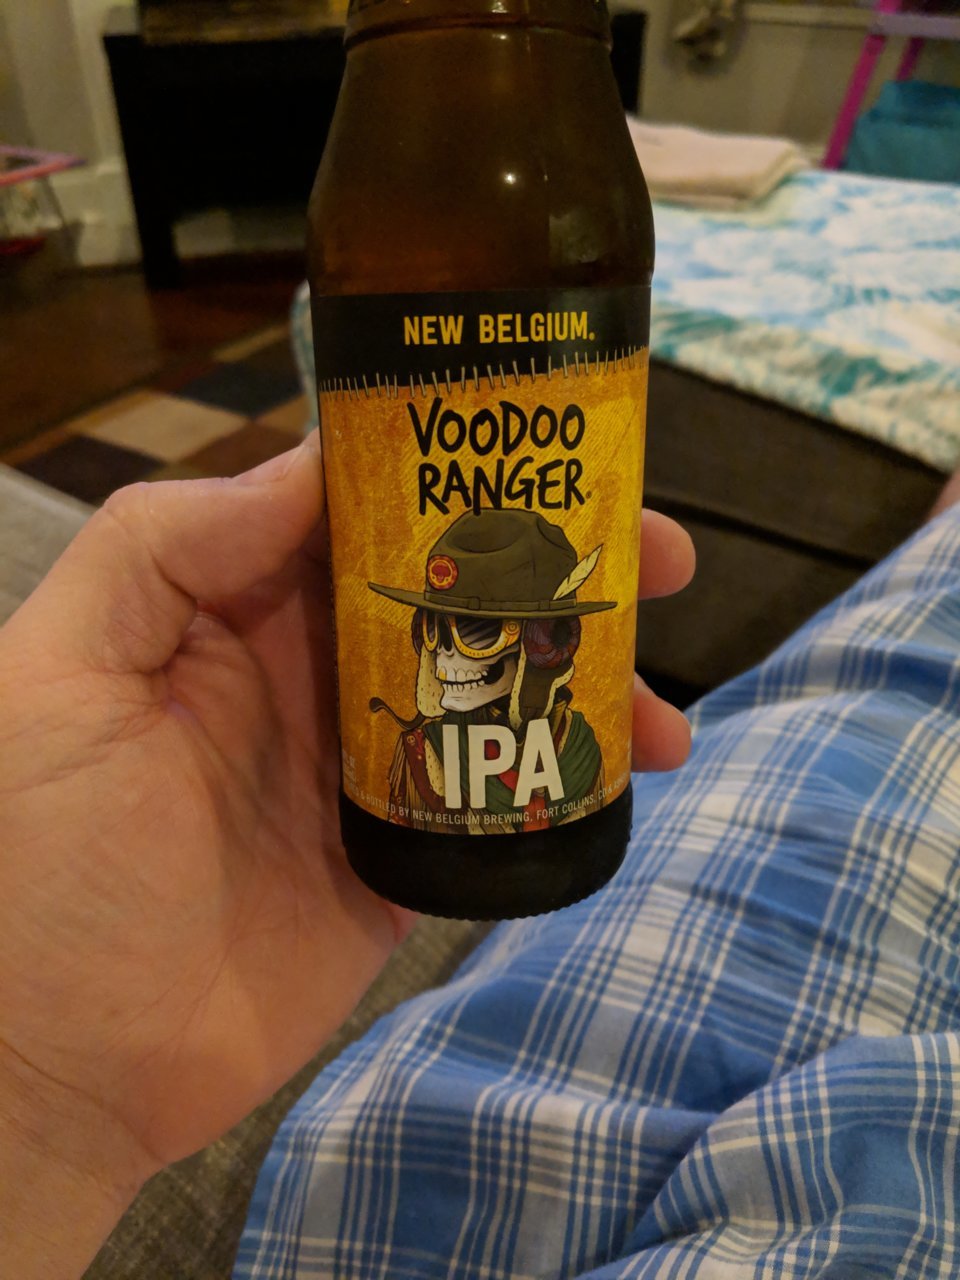 NEW BELGIUM.
VOODOO
RANGER®
IPA
& BOTTLED BY NEW BELGIUM BREWING, FORT COLLINS, CO &